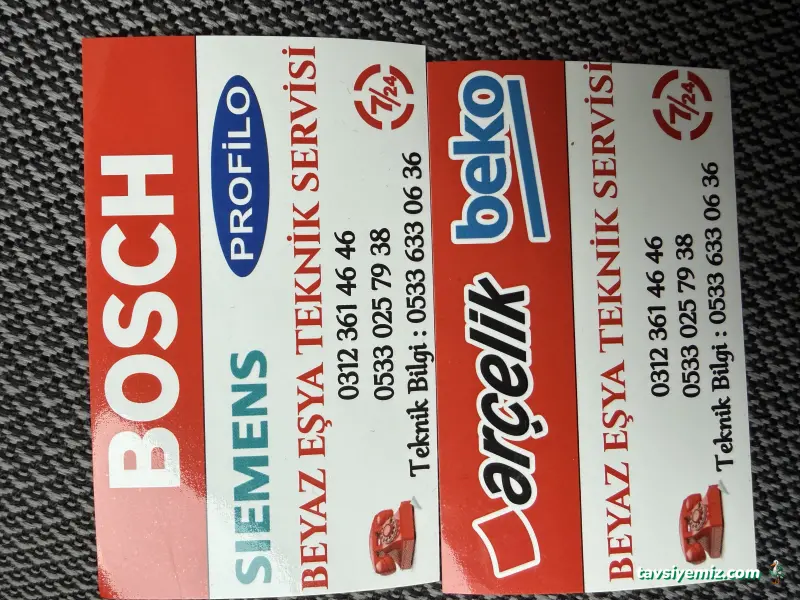 BOSCH
SIEMENS PROFİLO
BEYAZ EŞYA TEKNİK SERVİSİ
0312 361 46 46
0533 025 79 38
7/24
Teknik Bilgi : 0533 633 06 36
arçelik beko
BEYAZ EŞYA TEKNİK SERVİSİ
0312 361 46 46
0533 025 79 38
7/24
Teknik Bilgi : 0533 633 06 36
tavsiyemiz.com